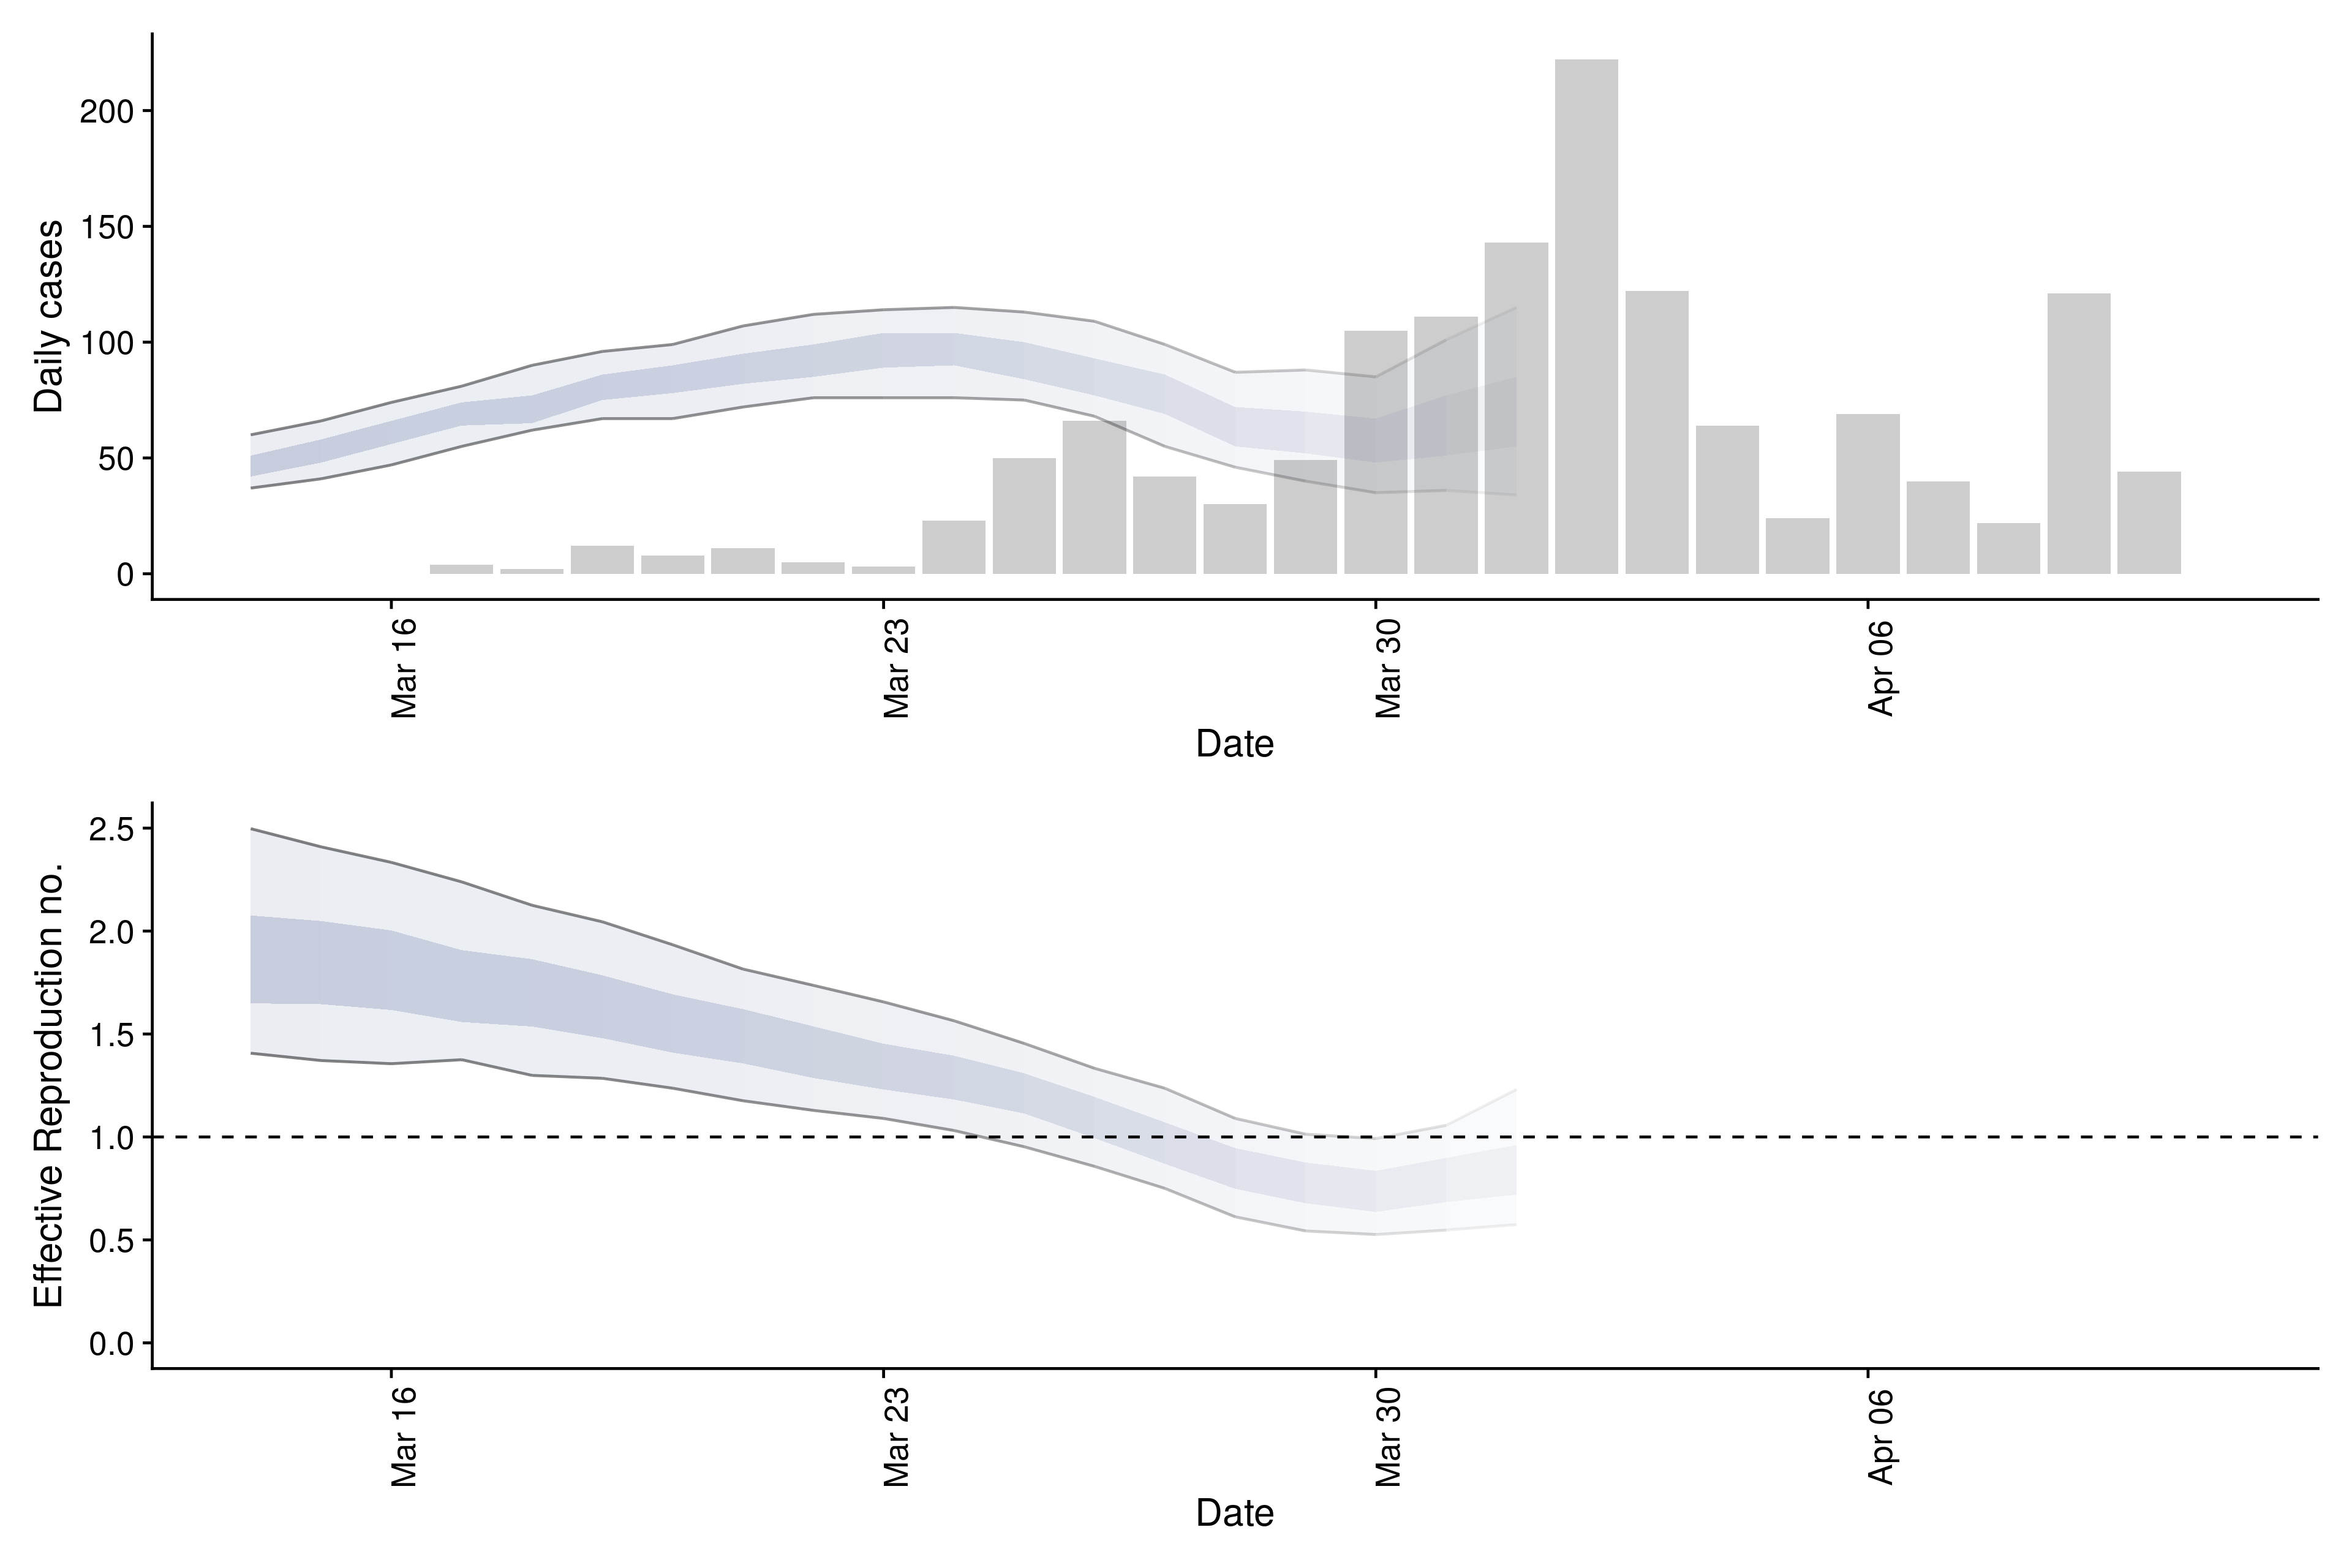 Daily cases
200
150
100
50
0
Mar 16
Mar 23
Mar 30
Apr 06
Date
Effective Reproduction no.
2.5
2.0
1.5
1.0
0.5
0.0
Mar 16
Mar 23
Mar 30
Apr 06
Date